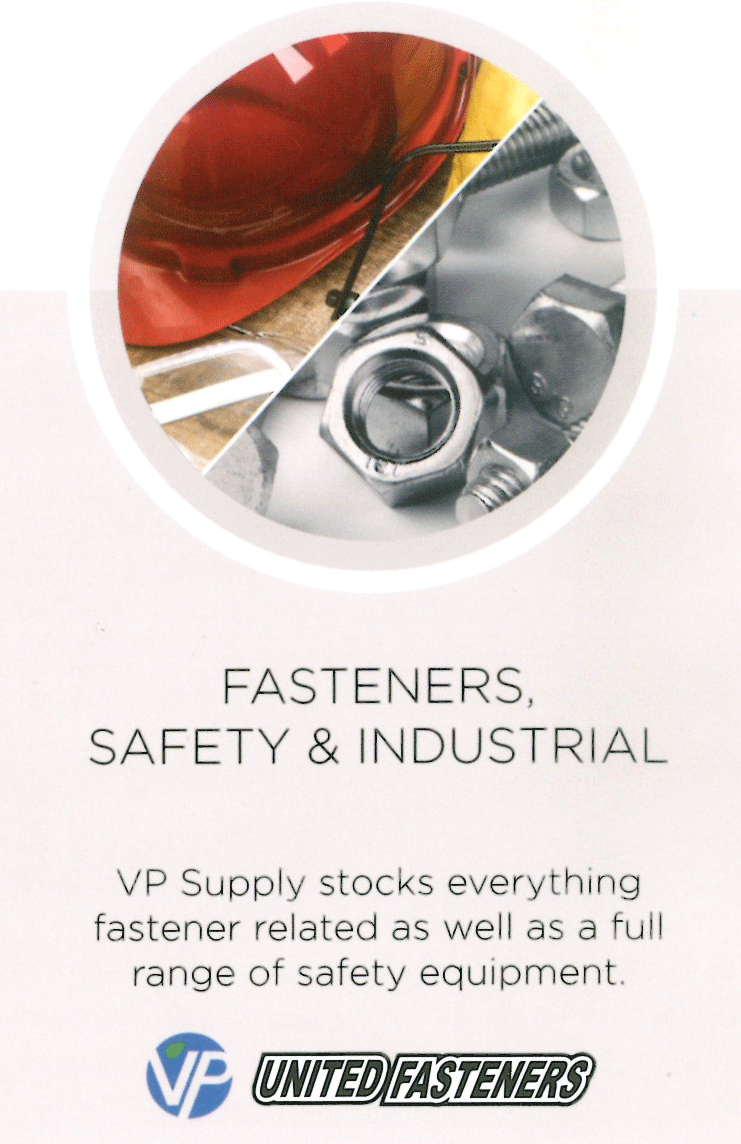 FASTENERS,
SAFETY & INDUSTRIAL
VP Supply stocks everything
fastener related as well as a full
range of safety equipment.
VP UNITED FASTENERS